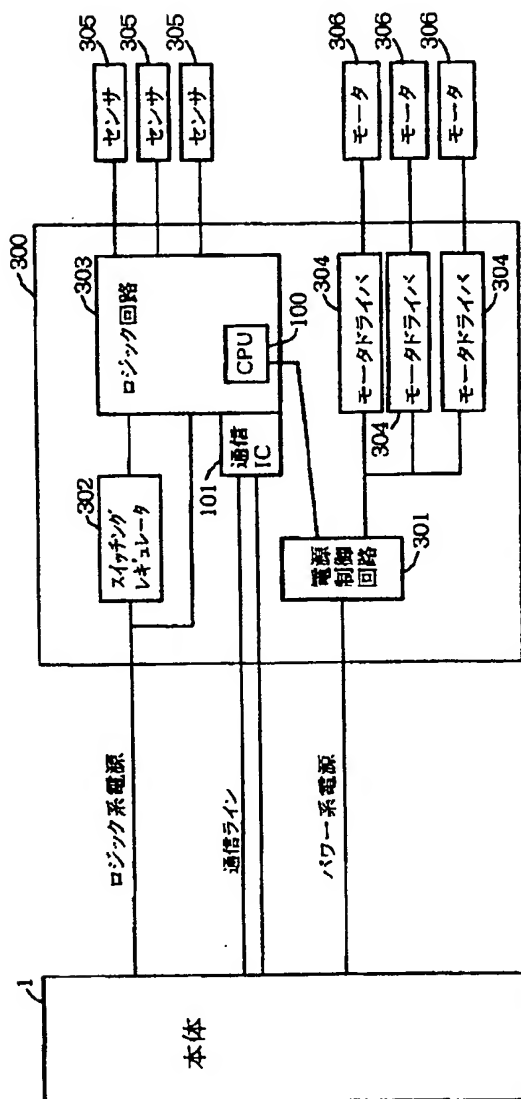 1
本体
ロジック系電源
通信ライン
パワー系電源
300
302
スイッチング
レギュレータ
303
ロジック回路
CPU
100
101
通信
IC
電源
制御
回路
301
304
モータドライバ
モータドライバ
304
モータドライバ
304
センサ
305
センサ
305
センサ
305
モータ
306
モータ
306
モータ
306